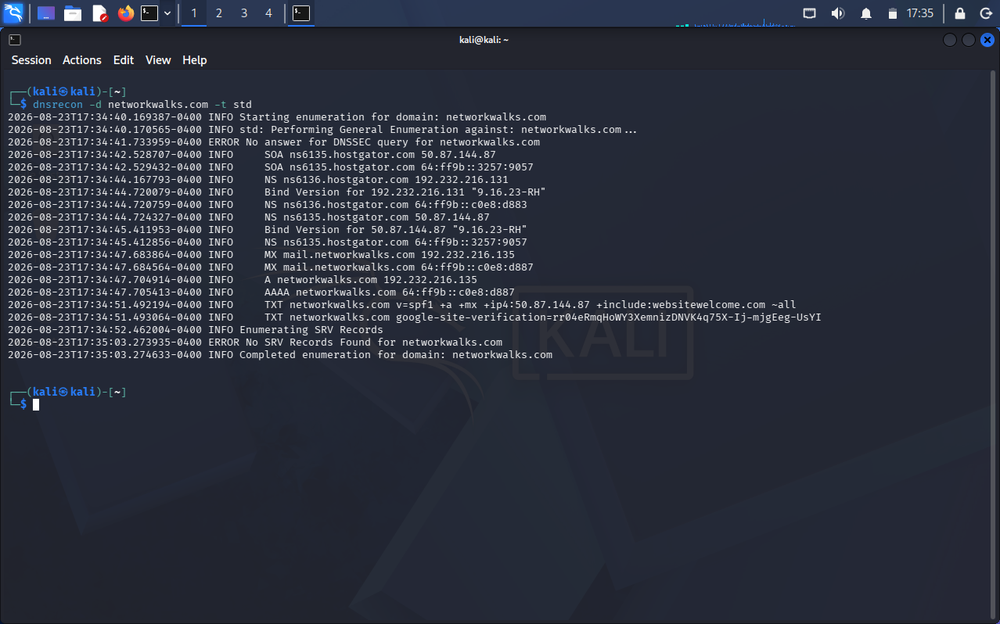 1 2 3 4 17:35
kali@kali: ~
Session Actions Edit View Help
┌──(kali㉿kali)-[~]
└─$ dnsrecon -d networkwalks.com -t std
2026-08-23T17:34:40.169387-0400 INFO Starting enumeration for domain: networkwalks.com
2026-08-23T17:34:40.170565-0400 INFO std: Performing General Enumeration against: networkwalks.com...
2026-08-23T17:34:41.733959-0400 ERROR No answer for DNSSEC query for networkwalks.com
2026-08-23T17:34:42.528707-0400 INFO SOA ns6135.hostgator.com 50.87.144.87
2026-08-23T17:34:42.529432-0400 INFO SOA ns6135.hostgator.com 64:ff9b::3257:9057
2026-08-23T17:34:44.167793-0400 INFO NS ns6136.hostgator.com 192.232.216.131
2026-08-23T17:34:44.720079-0400 INFO Bind Version for 192.232.216.131 "9.16.23-RH"
2026-08-23T17:34:44.720759-0400 INFO NS ns6136.hostgator.com 64:ff9b::c0e8:d883
2026-08-23T17:34:44.724327-0400 INFO NS ns6135.hostgator.com 50.87.144.87
2026-08-23T17:34:45.411953-0400 INFO Bind Version for 50.87.144.87 "9.16.23-RH"
2026-08-23T17:34:45.412856-0400 INFO NS ns6135.hostgator.com 64:ff9b::3257:9057
2026-08-23T17:34:47.683864-0400 INFO MX mail.networkwalks.com 192.232.216.135
2026-08-23T17:34:47.684564-0400 INFO MX mail.networkwalks.com 64:ff9b::c0e8:d887
2026-08-23T17:34:47.704914-0400 INFO A networkwalks.com 192.232.216.135
2026-08-23T17:34:47.705413-0400 INFO AAAA networkwalks.com 64:ff9b::c0e8:d887
2026-08-23T17:34:51.492194-0400 INFO TXT networkwalks.com v=spf1 +a +mx +ip4:50.87.144.87 +include:websitewelcome.com ~all
2026-08-23T17:34:51.493064-0400 INFO TXT networkwalks.com google-site-verification=rr04eRmqHoWY3XemnizDNVK4q75X-Ij-mjgEeg-UsYI
2026-08-23T17:34:52.462004-0400 INFO Enumerating SRV Records
2026-08-23T17:35:03.273935-0400 ERROR No SRV Records Found for networkwalks.com
2026-08-23T17:35:03.274633-0400 INFO Completed enumeration for domain: networkwalks.com
┌──(kali㉿kali)-[~]
└─$
KALI